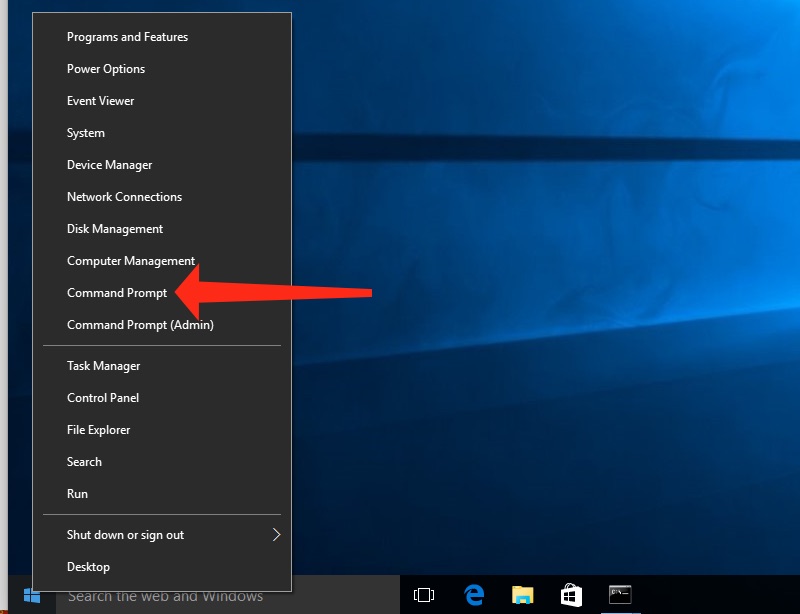 Programs and Features
Power Options
Event Viewer
System
Device Manager
Network Connections
Disk Management
Computer Management
Command Prompt
Command Prompt (Admin)
Task Manager
Control Panel
File Explorer
Search
Run
Shut down or sign out
Desktop
Search the web and Windows